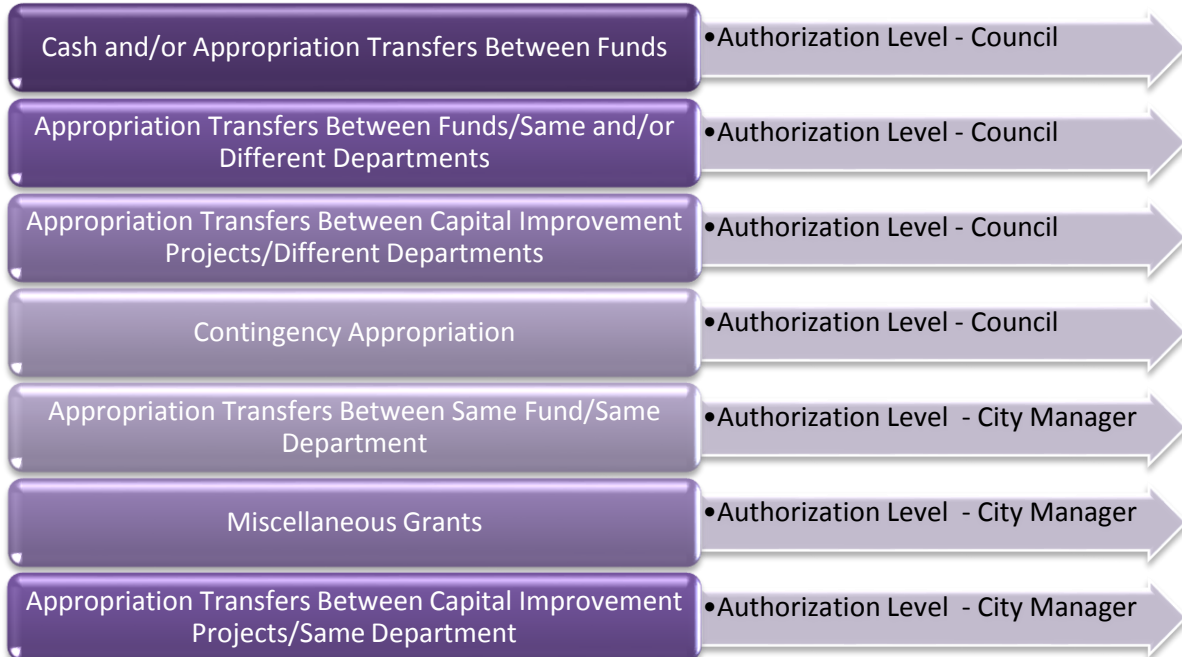 Cash and/or Appropriation Transfers Between Funds
•Authorization Level - Council
Appropriation Transfers Between Funds/Same and/or
Different Departments
•Authorization Level - Council
Appropriation Transfers Between Capital Improvement
Projects/Different Departments
•Authorization Level - Council
Contingency Appropriation
•Authorization Level - Council
Appropriation Transfers Between Same Fund/Same
Department
•Authorization Level  - City Manager
Miscellaneous Grants
•Authorization Level  - City Manager
Appropriation Transfers Between Capital Improvement
Projects/Same Department
•Authorization Level  - City Manager